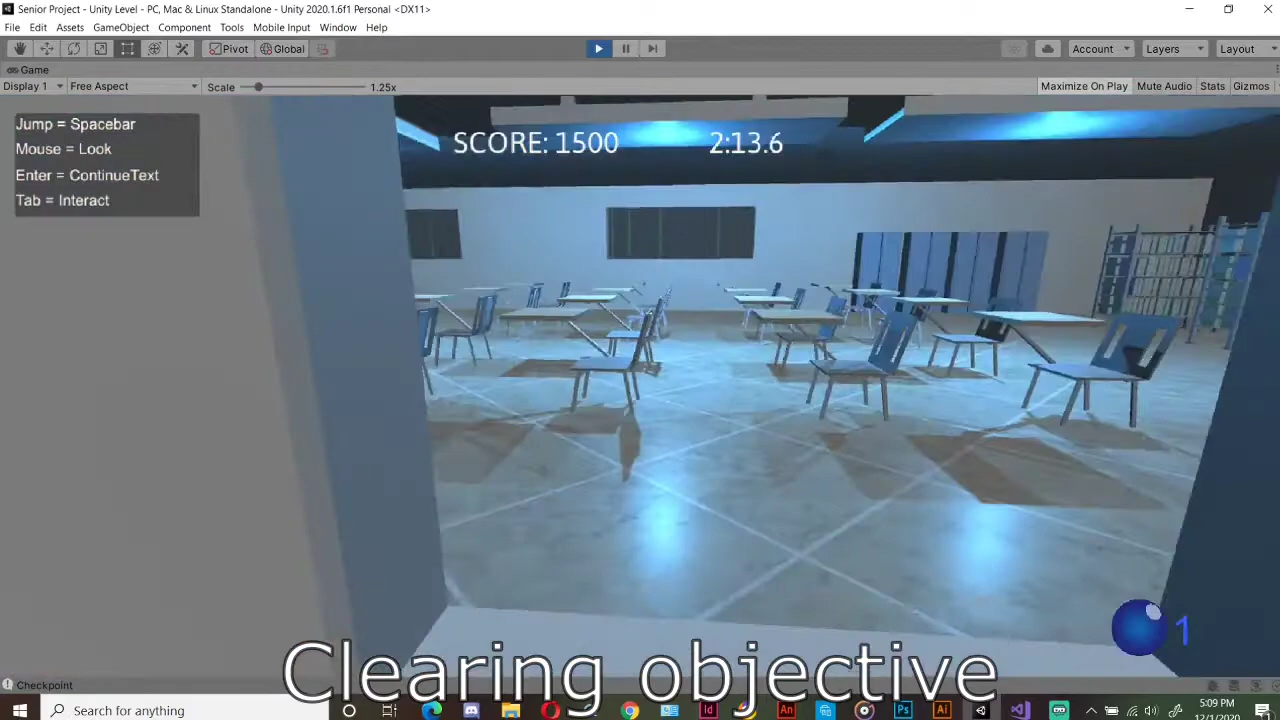 Senior Project - Unity Level - PC, Mac & Linux Standalone - Unity 2020.1.6f1 Personal <DX11>
File Edit Assets GameObject Component Tools Mobile Input Window Help
Pivot Global Account Layers Layout
Game
Display 1 Free Aspect Scale 1.25x Maximize On Play Mute Audio Stats Gizmos
Jump = Spacebar
Mouse = Look
Enter = ContinueText
Tab = Interact
SCORE: 1500 2:13.6
1
Clearing objective
Checkpoint
Search for anything
5:09 PM